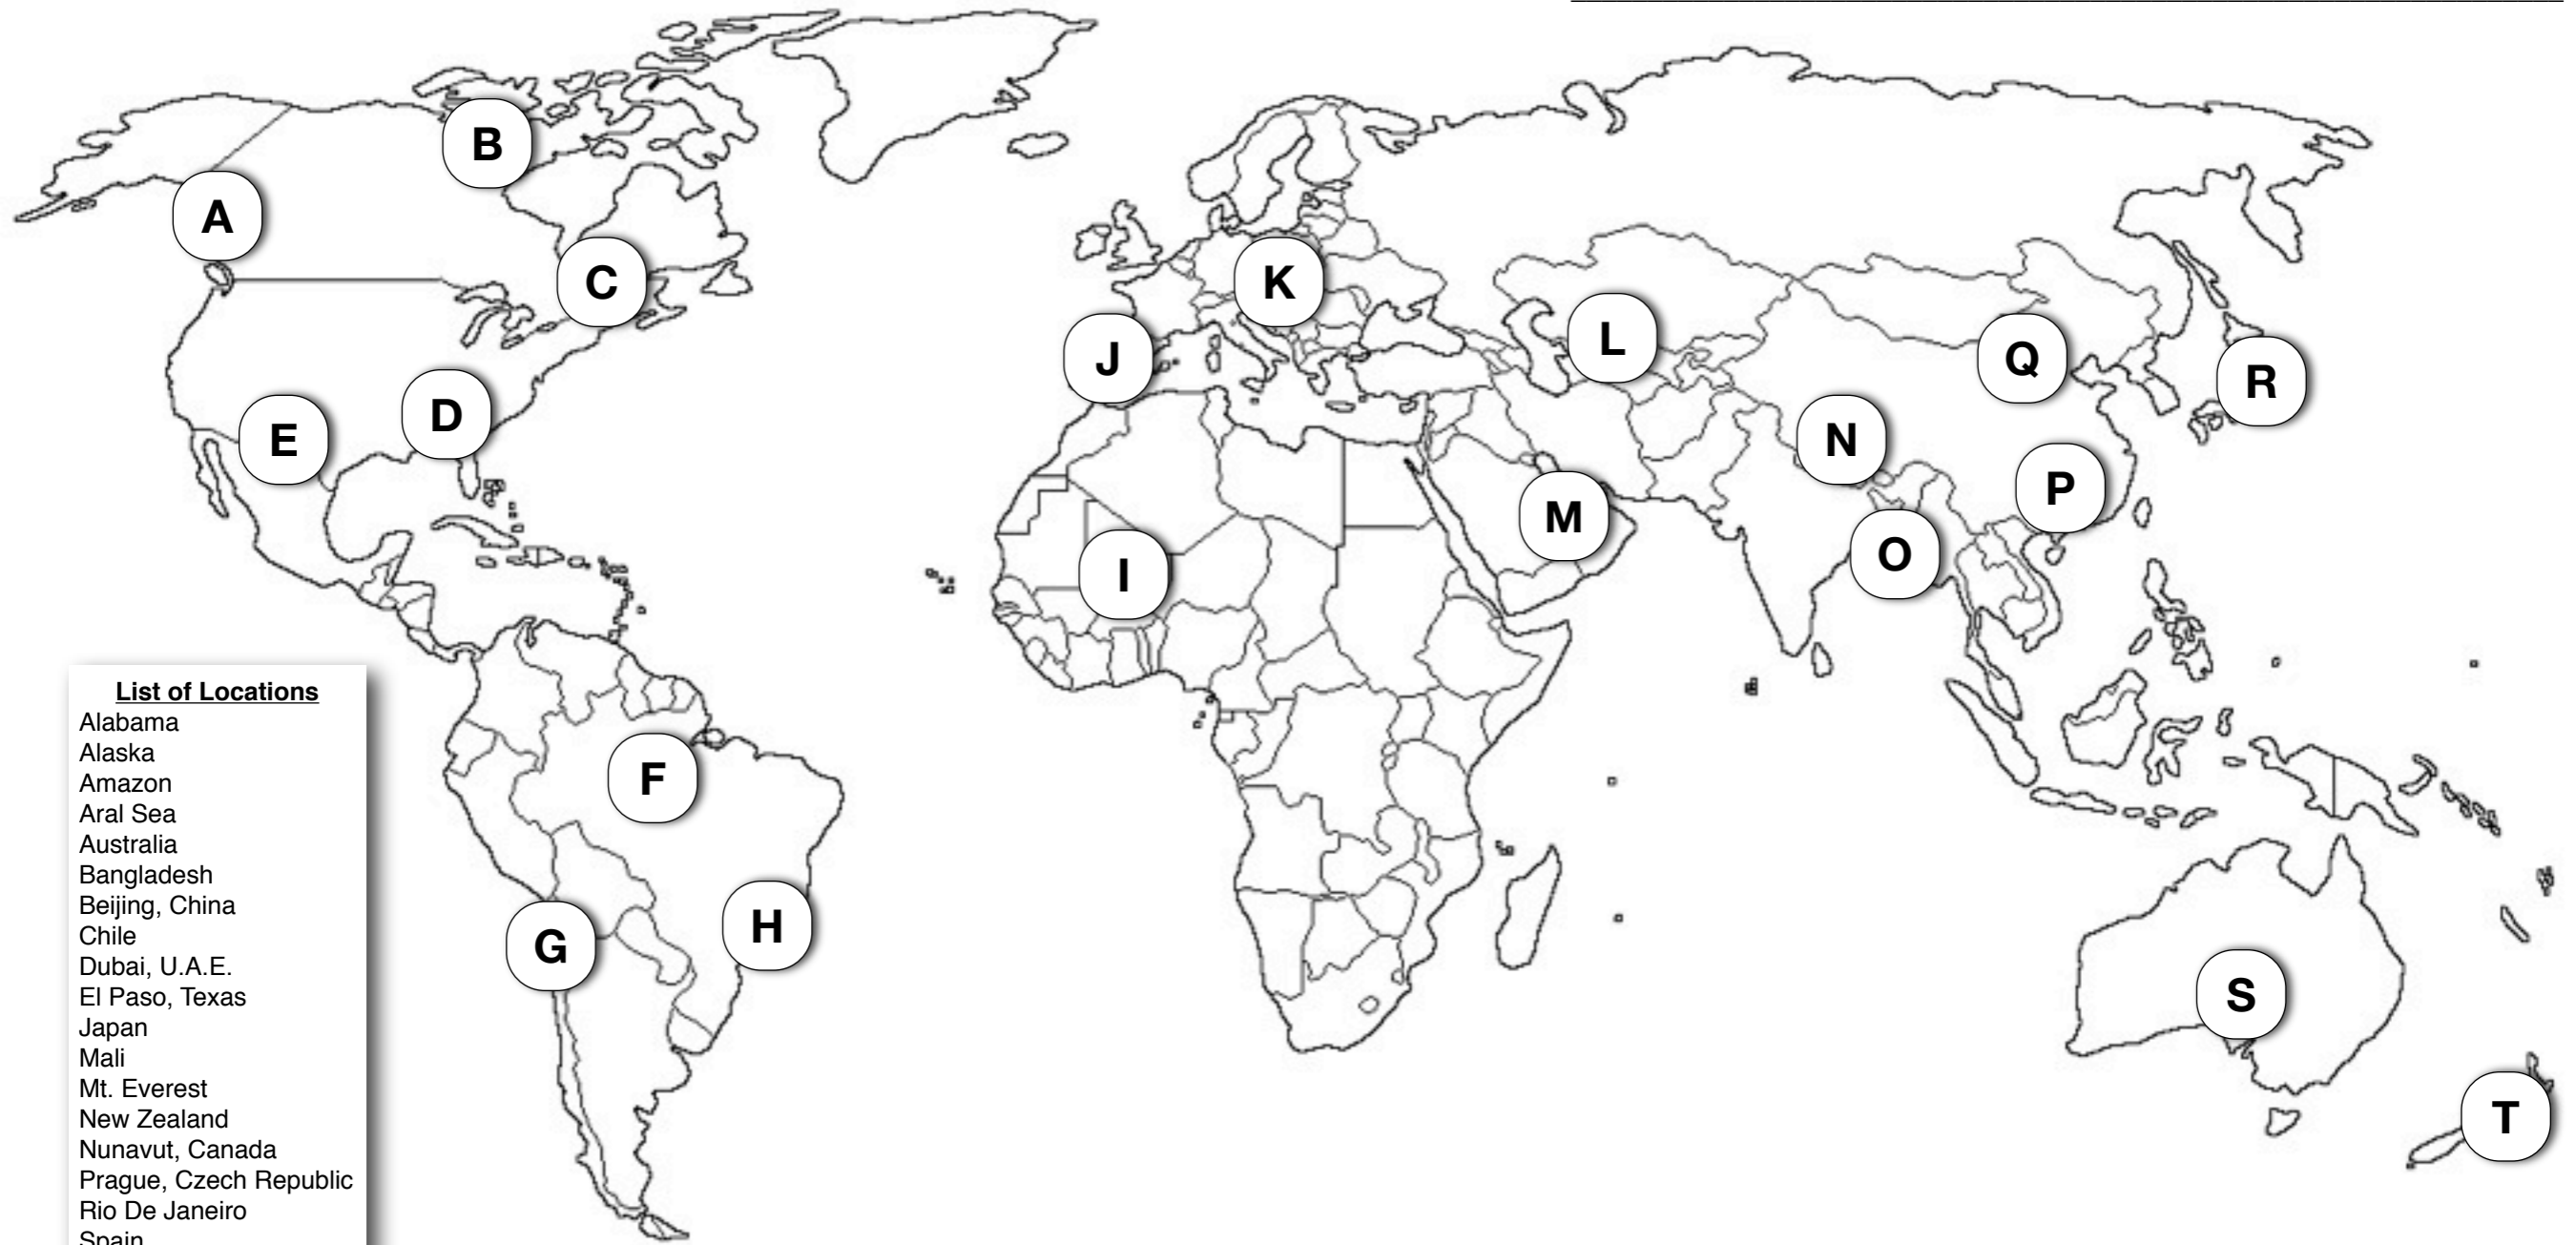 B
A
C
K
L
J
Q
R
D
E
N
P
M
O
I
List of Locations
Alabama
Alaska
Amazon
Aral Sea
Australia
Bangladesh
Beijing, China
Chile
Dubai, U.A.E.
El Paso, Texas
Japan
Mali
Mt. Everest
New Zealand
Nunavut, Canada
Prague, Czech Republic
Rio De Janeiro
Spain
F
H
G
S
T